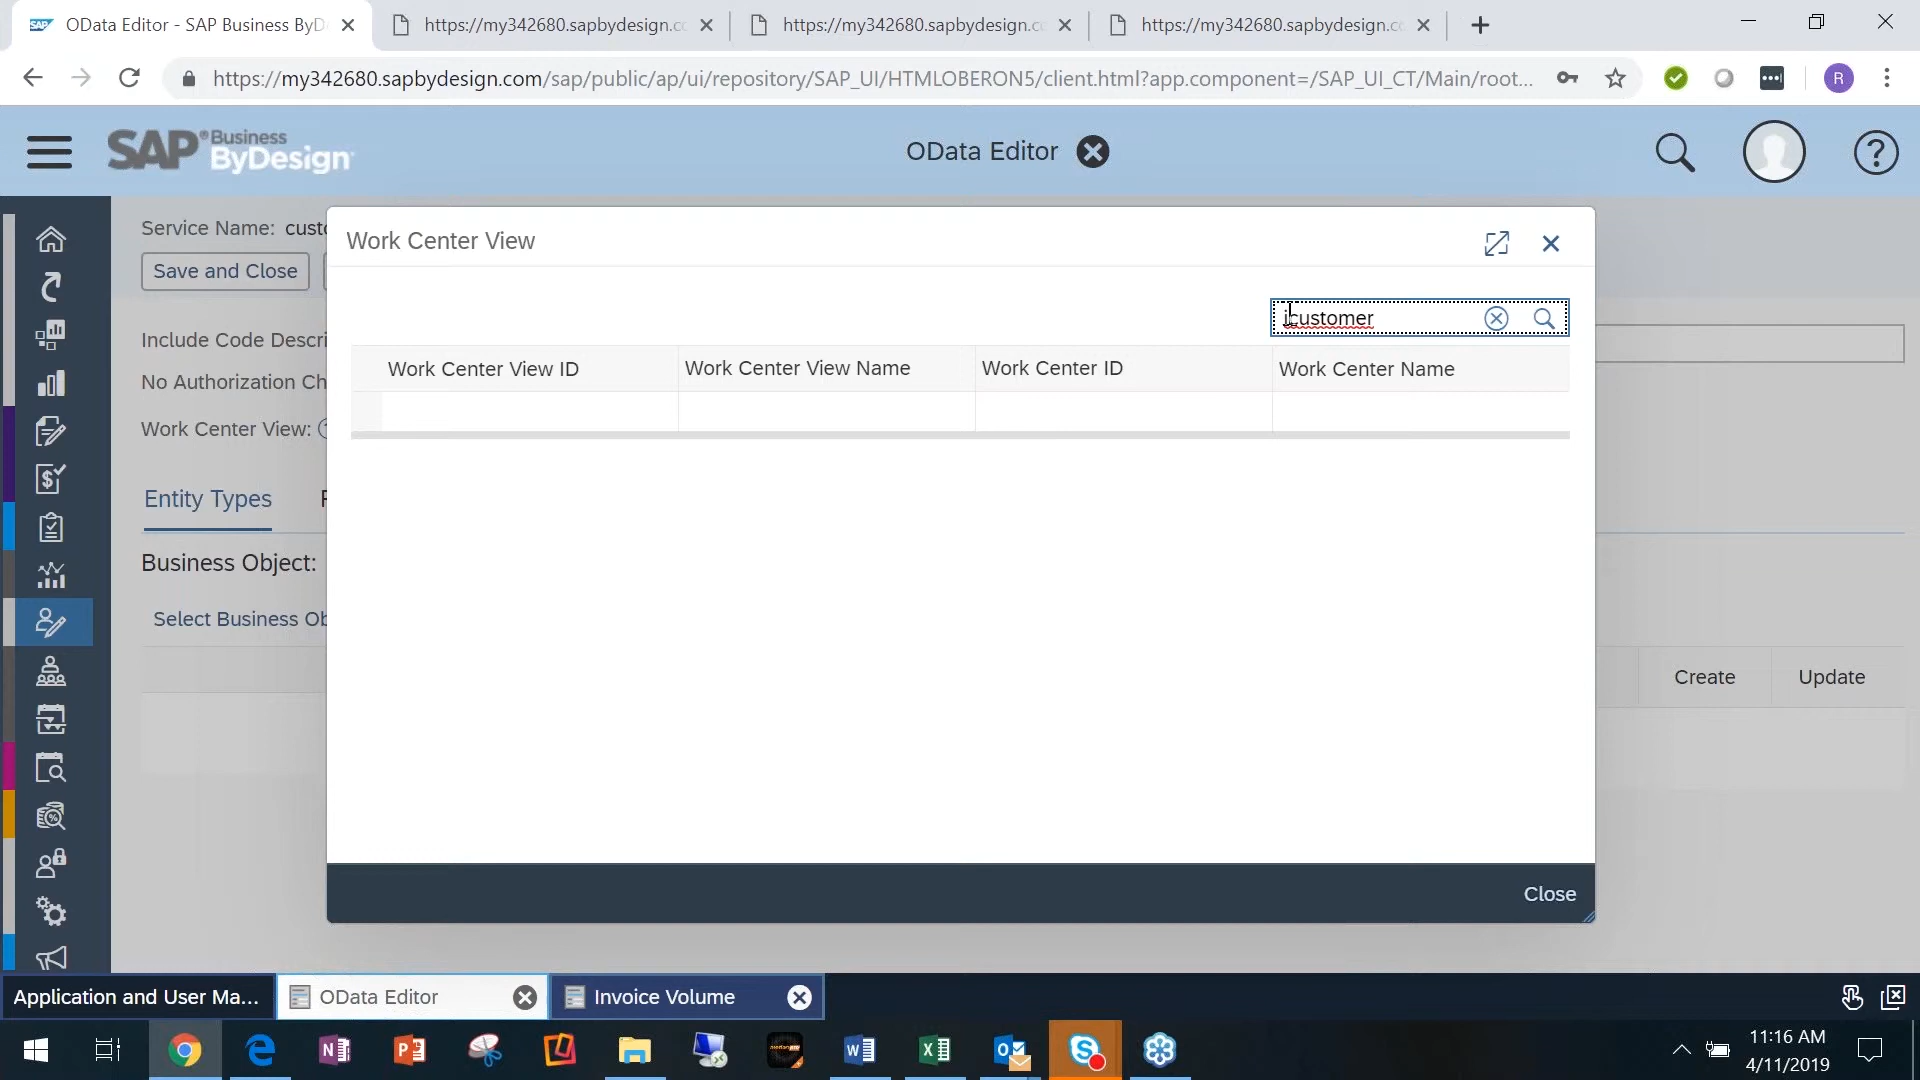 OData Editor - SAP Business ByD
https://my342680.sapbydesign.co
https://my342680.sapbydesign.co
https://my342680.sapbydesign.co
https://my342680.sapbydesign.com/sap/public/ap/ui/repository/SAP_UI/HTMLOBERON5/client.html?app.component=/SAP_UI_CT/Main/root...
R
SAP® Business ByDesign
OData Editor
Service Name: custo
Save and Close
Work Center View
customer
Include Code Descri
No Authorization Ch
Work Center View:
Work Center View ID
Work Center View Name
Work Center ID
Work Center Name
Entity Types
Business Object:
Select Business Ob
Create
Update
Close
Application and User Ma...
OData Editor
Invoice Volume
11:16 AM
4/11/2019